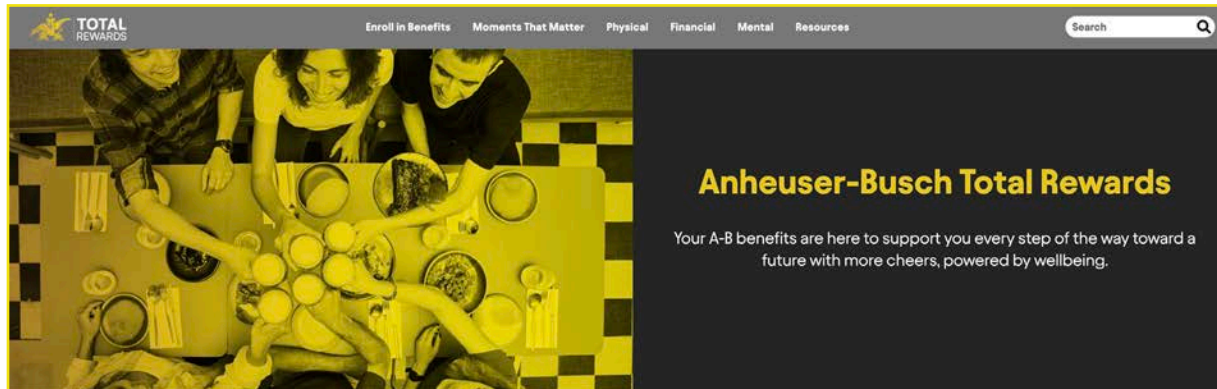 TOTAL
REWARDS
Enroll in Benefits Moments That Matter Physical Financial Mental Resources
Search
Anheuser-Busch Total Rewards
Your A-B benefits are here to support you every step of the way toward a
future with more cheers, powered by wellbeing.